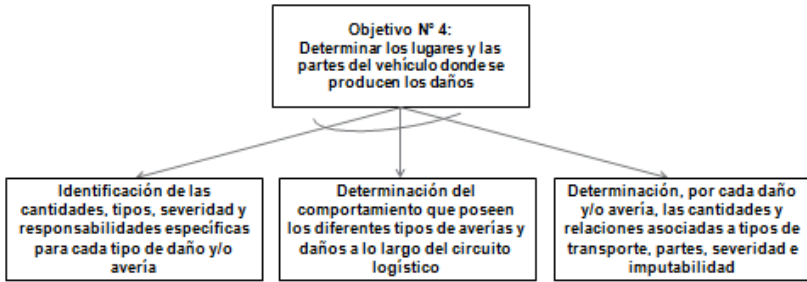 Objetivo N° 4:
Determinar los lugares y las
partes del vehículo donde se
producen los daños
Identificación de las
cantidades, tipos, severidad y
responsabilidades específicas
para cada tipo de daño y/o
avería
Determinación del
comportamiento que poseen
los diferentes tipos de averías y
daños a lo largo del circuito
logístico
Determinación, por cada daño
y/o avería, las cantidades y
relaciones asociadas a tipos de
transporte, partes, severidad e
imputabilidad